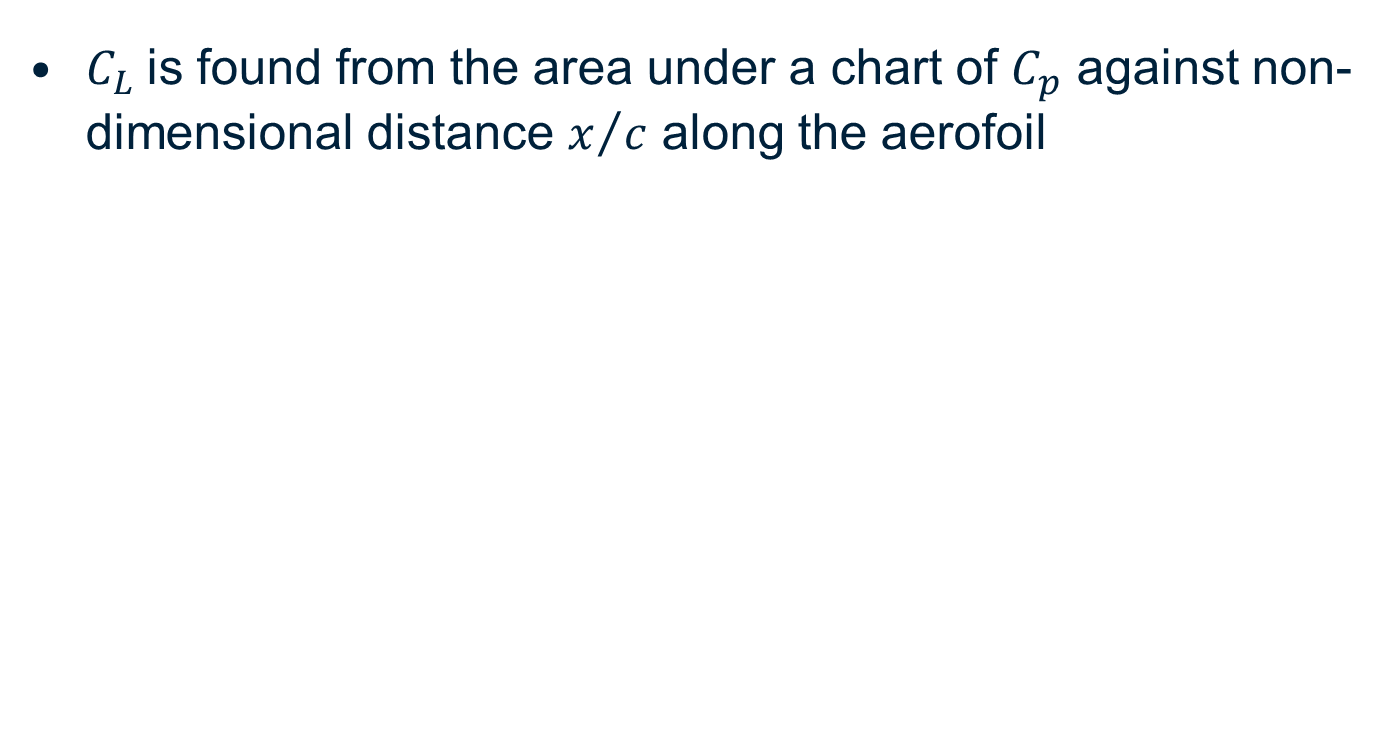 • C_L is found from the area under a chart of C_p against non-
dimensional distance x/c along the aerofoil